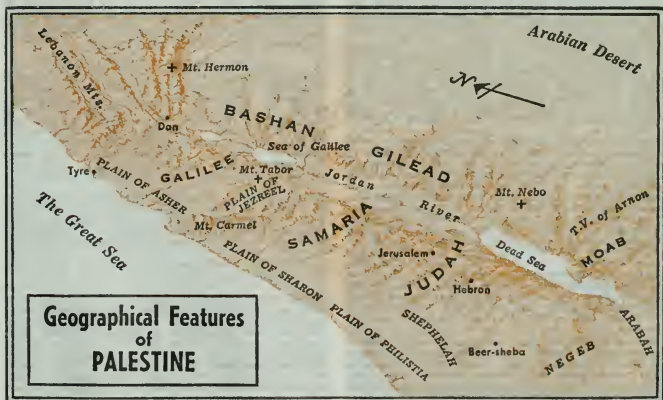 Arabian Desert
Lebanon Mts.
Mt. Hermon
N
Dan
BASHAN
Sea of Galilee
GILEAD
GALILEE
Mt. Tabor
Jordan River
Tyre
PLAIN OF ASHER
PLAIN OF
JEZREEL
Mt. Nebo
The Great Sea
Mt. Carmel
SAMARIA
T.V. of Arnon
MOAB
Jerusalem
Dead Sea
JUDAH
PLAIN OF SHARON
Hebron
PLAIN OF PHILISTIA
SHEPHELAH
ARABAH
Beer-sheba
NEGEB
Geographical Features
of
PALESTINE